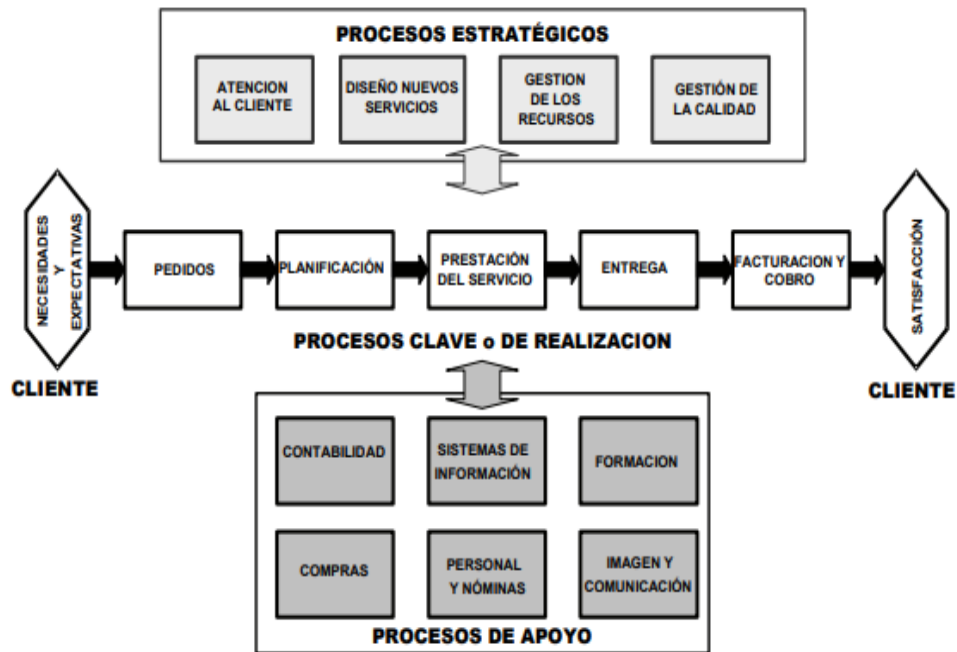 PROCESOS ESTRATÉGICOS
ATENCION
AL CLIENTE
DISEÑO NUEVOS
SERVICIOS
GESTION
DE LOS
RECURSOS
GESTIÓN DE
LA CALIDAD
NECESIDADES
Y
EXPECTATIVAS
CLIENTE
PEDIDOS
PLANIFICACIÓN
PRESTACIÓN
DEL SERVICIO
ENTREGA
FACTURACION Y
COBRO
SATISFACCIÓN
CLIENTE
PROCESOS CLAVE o DE REALIZACION
CONTABILIDAD
SISTEMAS DE
INFORMACIÓN
FORMACION
COMPRAS
PERSONAL
Y NÓMINAS
IMAGEN Y
COMUNICACIÓN
PROCESOS DE APOYO